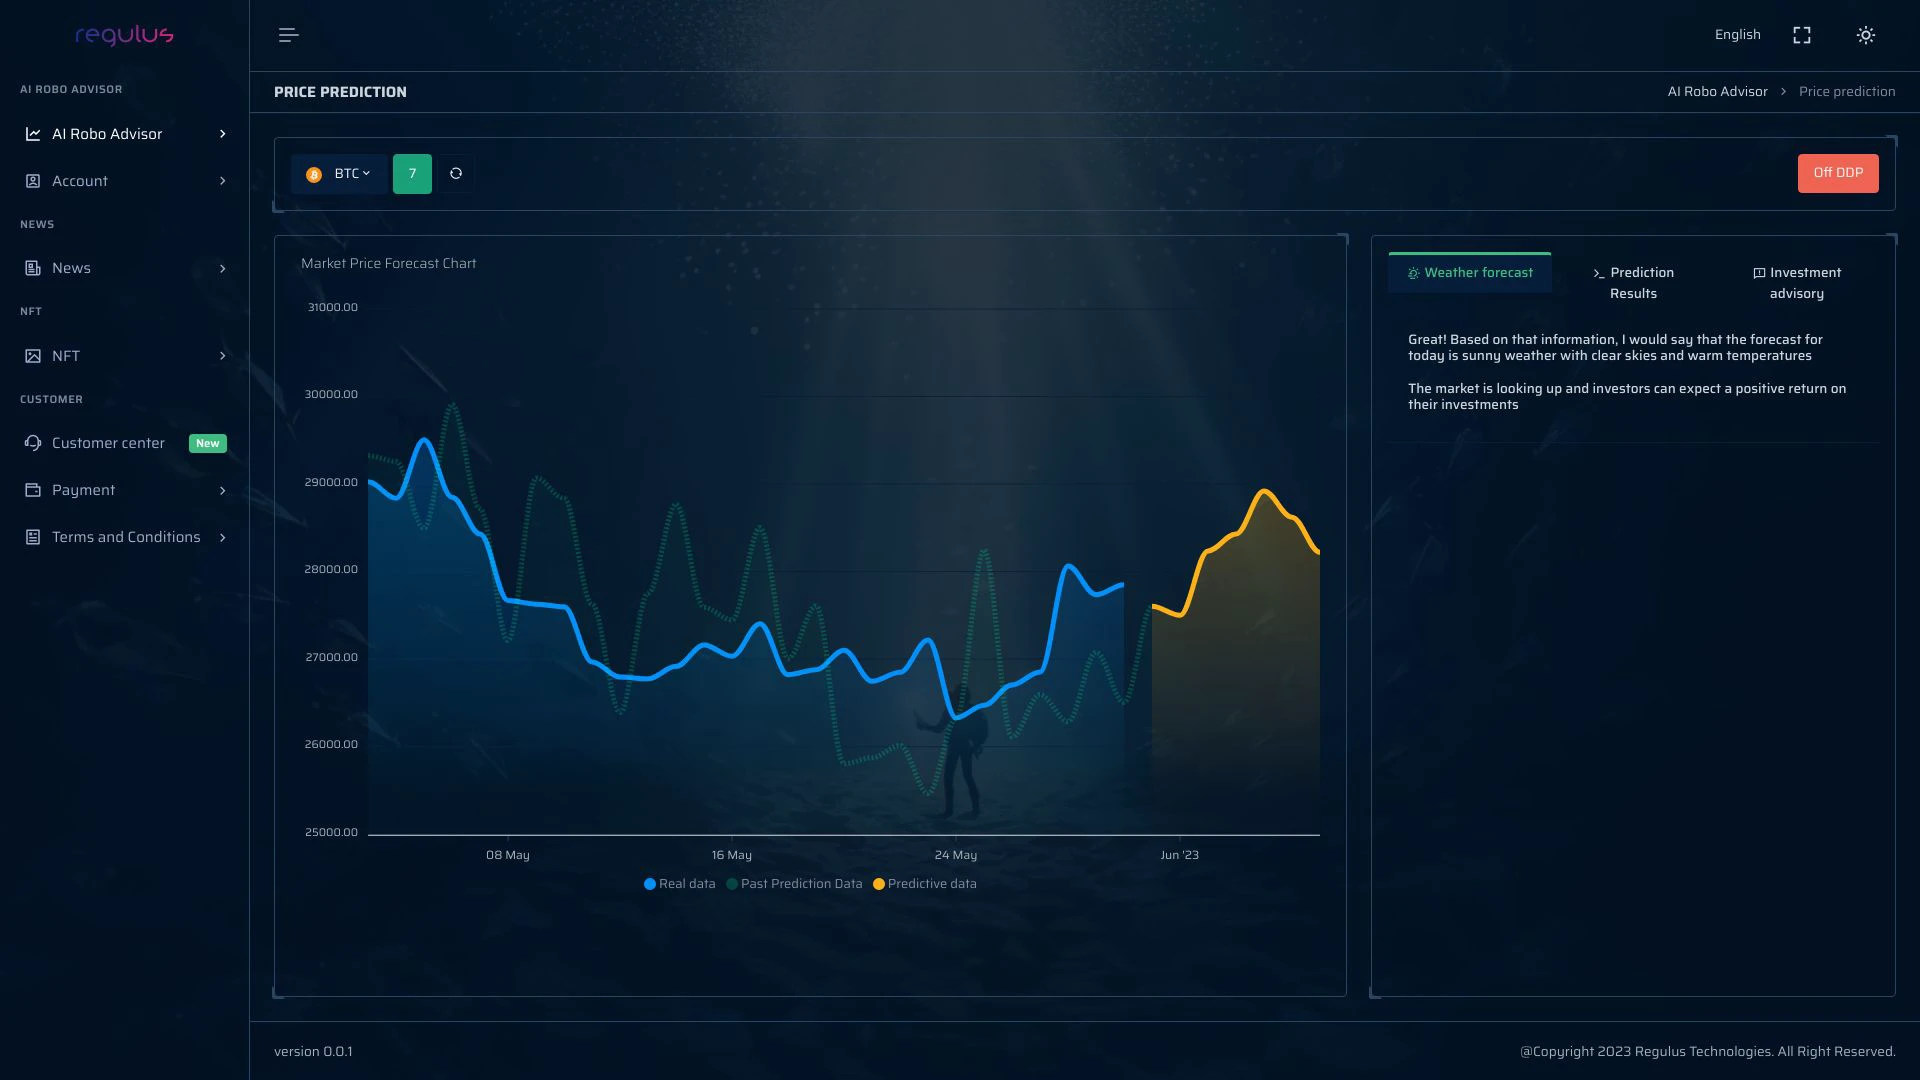 regulus
English
AI ROBO ADVISOR
AI Robo Advisor
Account
NEWS
News
NFT
NFT
CUSTOMER
Customer center New
Payment
Terms and Conditions
PRICE PREDICTION
AI Robo Advisor Price prediction
BTC 7
Off DDP
Market Price Forecast Chart
31000.00
30000.00
29000.00
28000.00
27000.00
26000.00
25000.00
08 May 16 May 24 May Jun '23
Real data Past Prediction Data Predictive data
Weather forecast
Prediction
Results
Investment
advisory
Great! Based on that information, I would say that the forecast for
today is sunny weather with clear skies and warm temperatures
The market is looking up and investors can expect a positive return on
their investments
version 0.0.1
@Copyright 2023 Regulus Technologies. All Right Reserved.